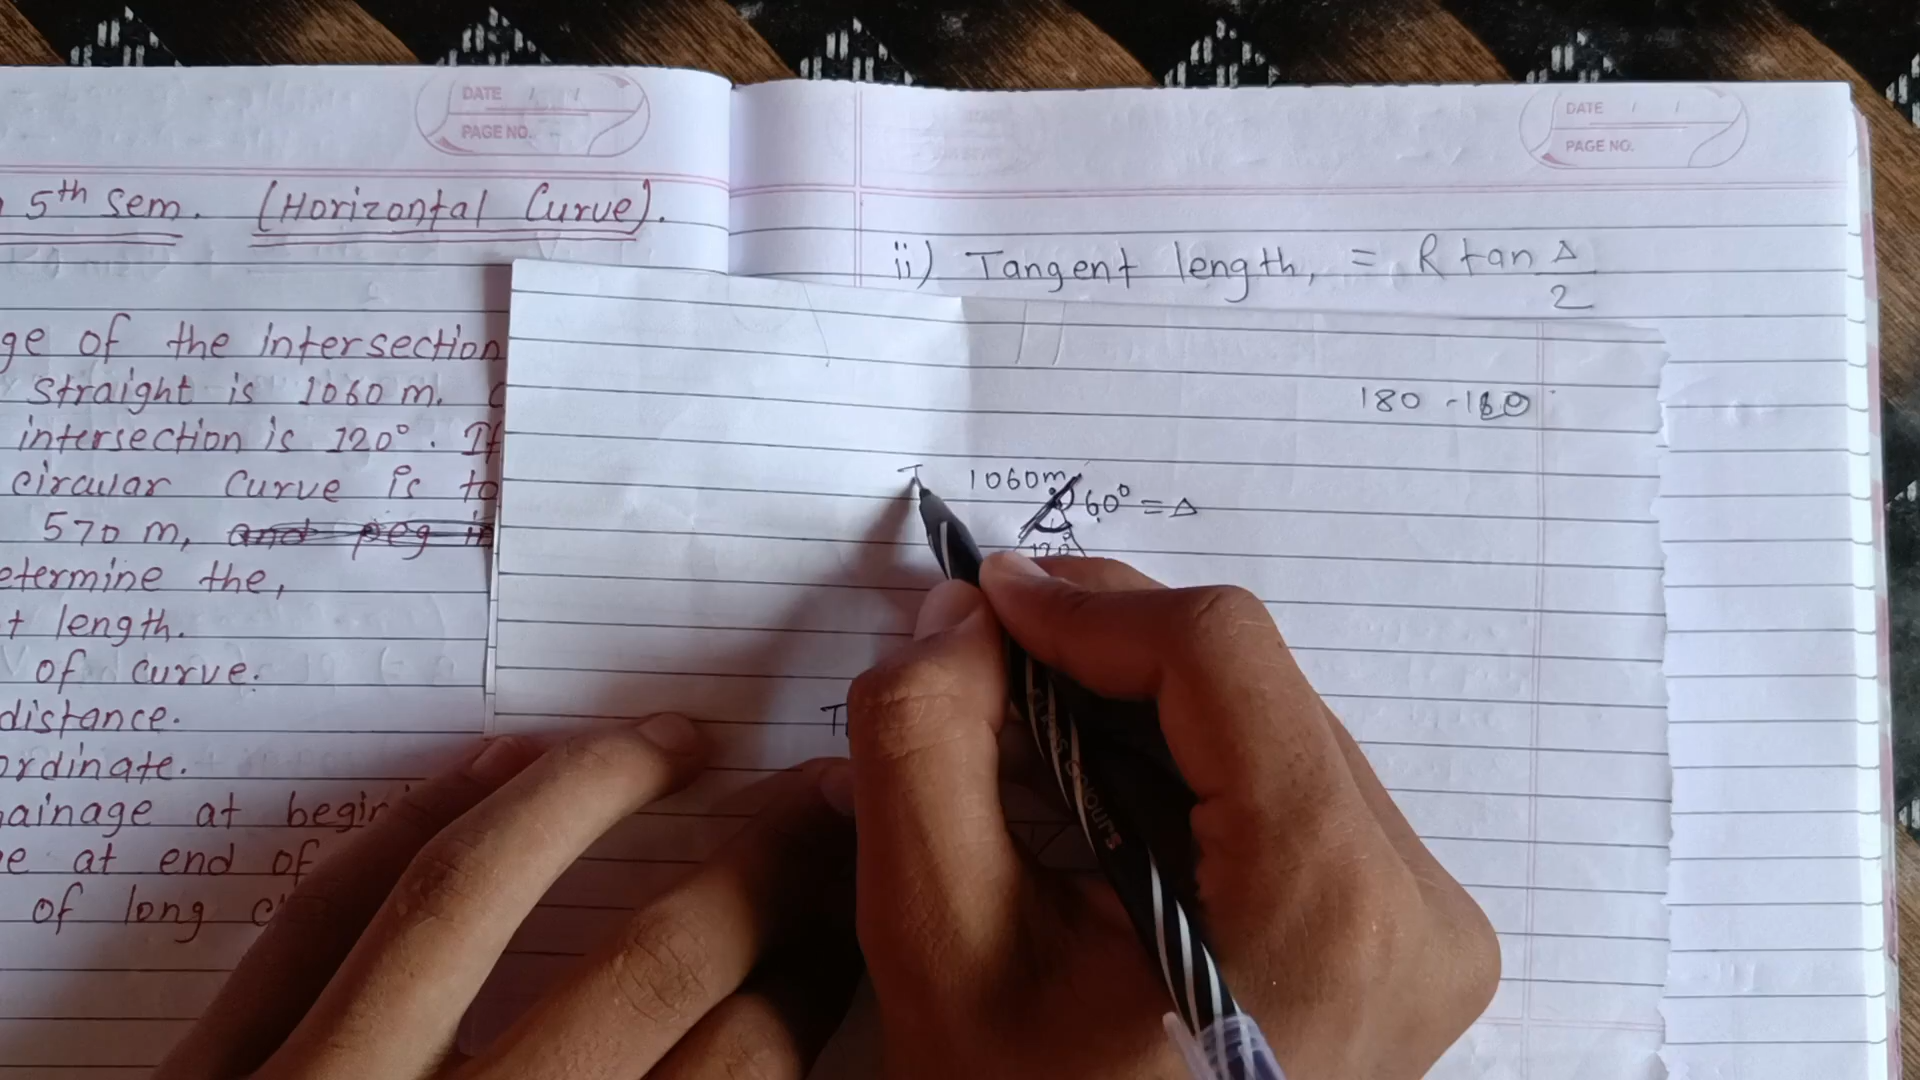 DATE / /
PAGE NO.
5th sem. (Horizontal Curve).
ge of the intersection
straight is 1060 m.
intersection is 120°. If
circular curve is to
570 m, and peg in
etermine the,
t length.
of curve.
distance.
ordinate.
ainage at begin
e at end of
of long c
DATE / /
PAGE NO.
ii) Tangent length, = R tan Δ
2
180 -
1060m
60° = Δ
120
T
T